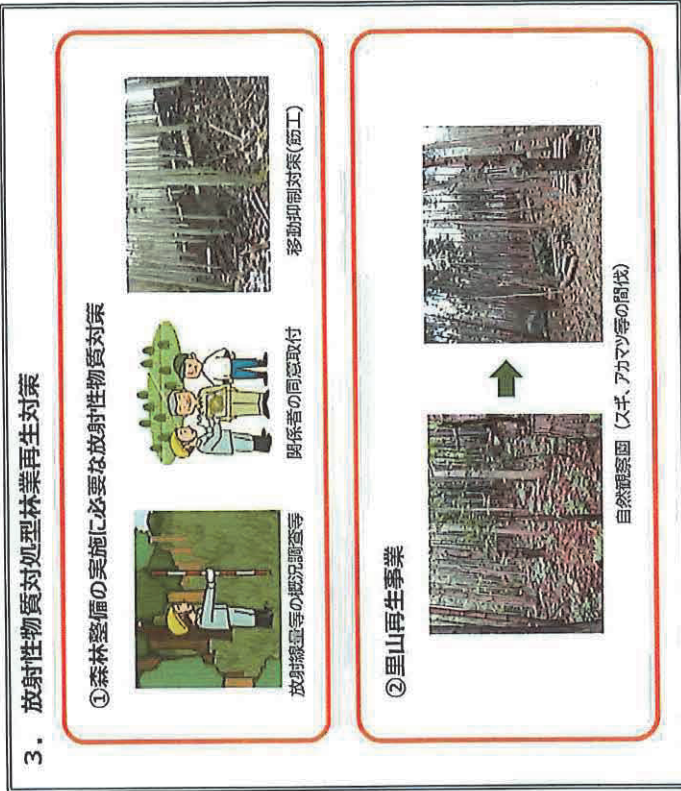 3. 放射性物質対処型林業再生対策
①森林整備の実施に必要な放射性物質対策
放射線量等の概況調査等
関係者の同意取付
移動抑制対策(筋工)
②里山再生事業
自然観察園 (スギ、アカマツ等の間伐)